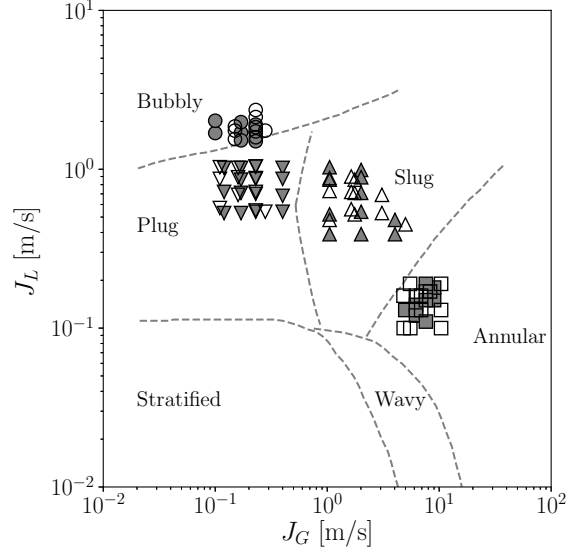 10^1
Bubbly
10^0
Slug
Plug
J_L [m/s]
10^{-1}
Annular
Stratified
Wavy
10^{-2}
10^{-2} 10^{-1} 10^0 10^1 10^2
J_G [m/s]